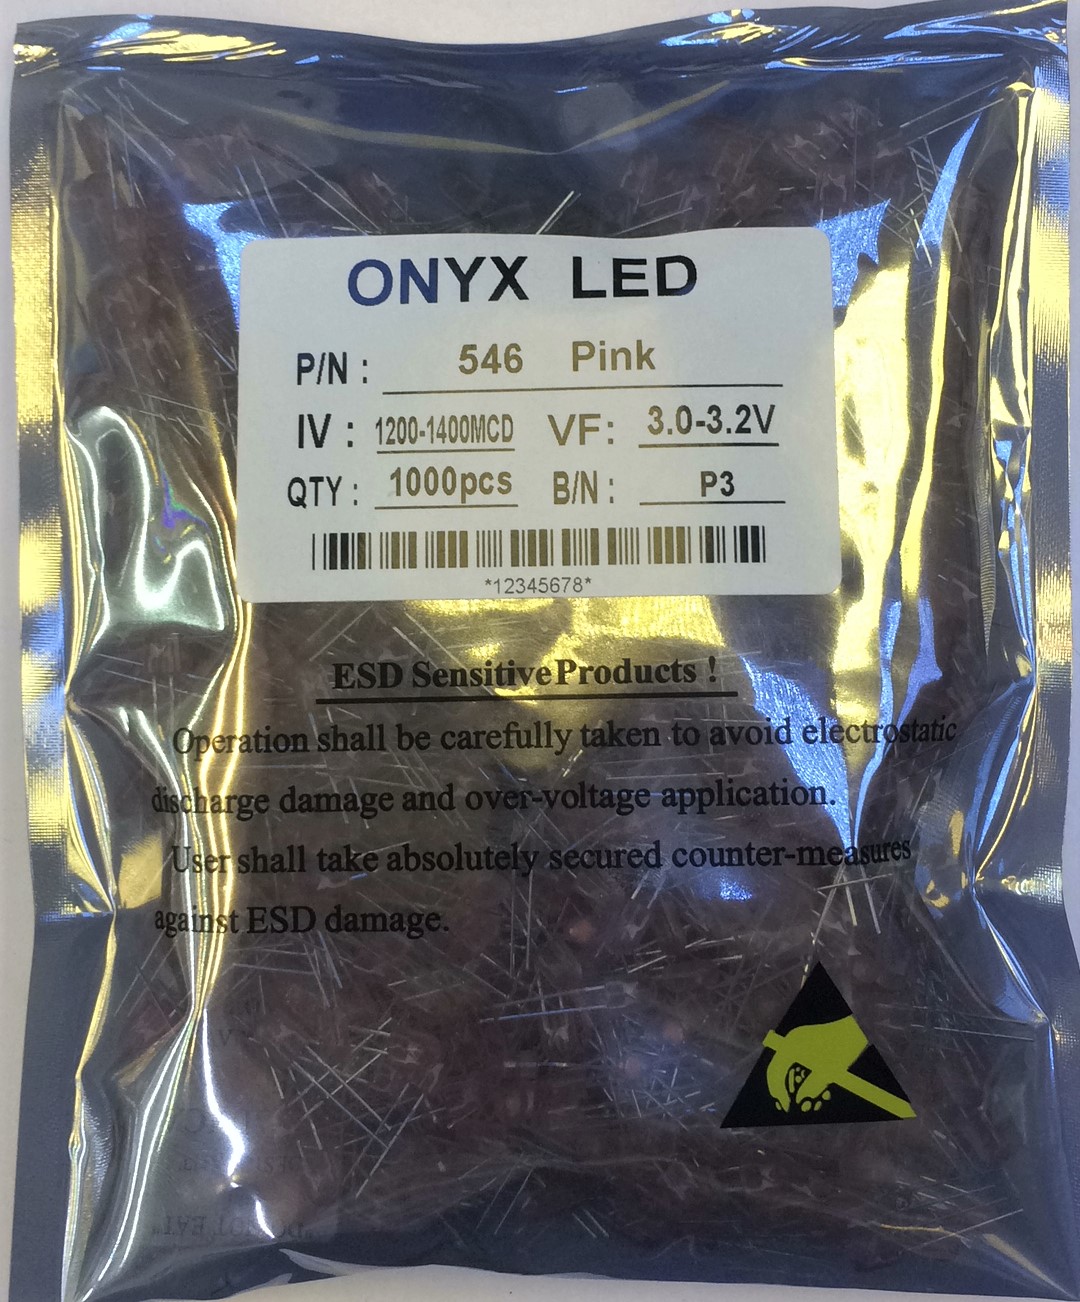 ONYX LED
P/N : 546 Pink
IV : 1200-1400MCD VF: 3.0-3.2V
QTY : 1000pcs B/N : P3
*12345678*
ESD Sensitive Products !
Operation shall be carefully taken to avoid electrostatic
discharge damage and over-voltage application.
User shall take absolutely secured counter-measures
against ESD damage.